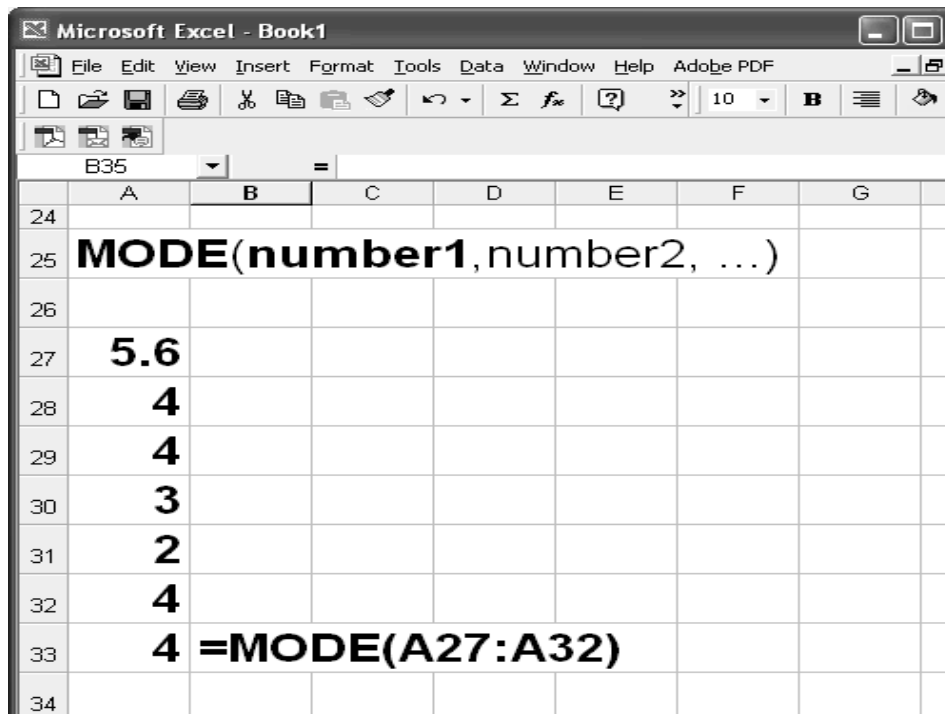 Microsoft Excel - Book1
File Edit View Insert Format Tools Data Window Help Adobe PDF
Σ fx ? » 10 B
B35 =
A B C D E F G
24
25 MODE(number1,number2, ...)
26
27 5.6
28 4
29 4
30 3
31 2
32 4
33 4 =MODE(A27:A32)
34